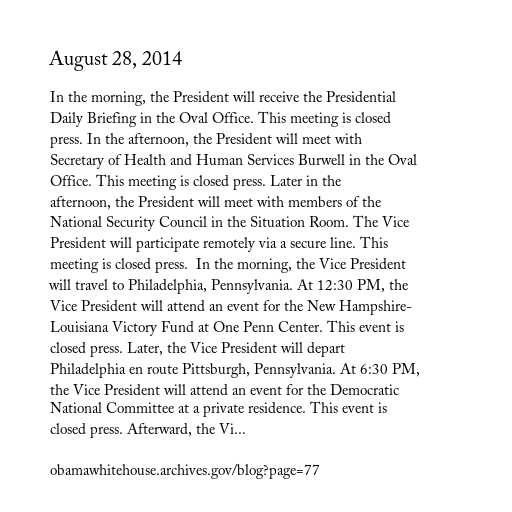 August 28, 2014
In the morning, the President will receive the Presidential
Daily Briefing in the Oval Office. This meeting is closed
press. In the afternoon, the President will meet with
Secretary of Health and Human Services Burwell in the Oval
Office. This meeting is closed press. Later in the
afternoon, the President will meet with members of the
National Security Council in the Situation Room. The Vice
President will participate remotely via a secure line. This
meeting is closed press.  In the morning, the Vice President
will travel to Philadelphia, Pennsylvania. At 12:30 PM, the
Vice President will attend an event for the New Hampshire-
Louisiana Victory Fund at One Penn Center. This event is
closed press. Later, the Vice President will depart
Philadelphia en route Pittsburgh, Pennsylvania. At 6:30 PM,
the Vice President will attend an event for the Democratic
National Committee at a private residence. This event is
closed press. Afterward, the Vi...
obamawhitehouse.archives.gov/blog?page=77